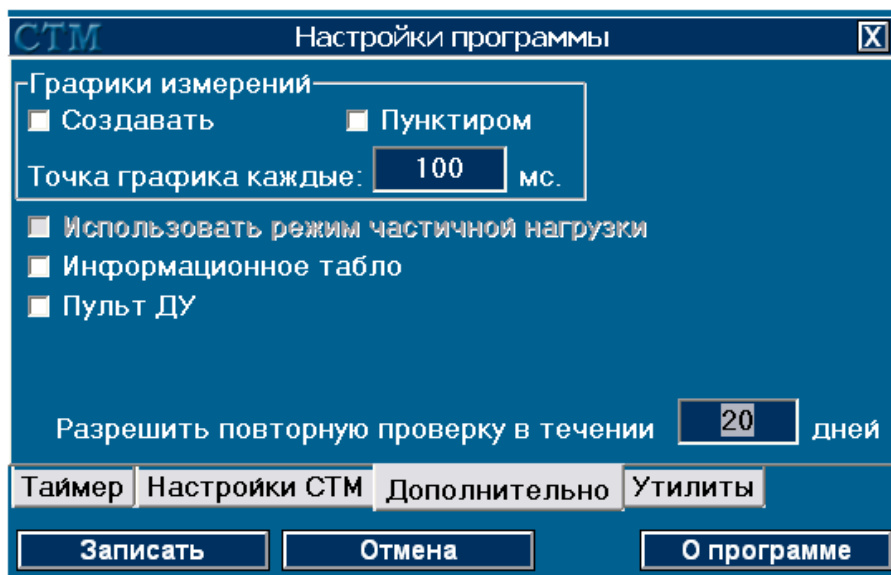 СТМ Настройки программы X
Графики измерений
Создавать Пунктиром
Точка графика каждые: 100 мс.
Использовать режим частичной нагрузки
Информационное табло
Пульт ДУ
Разрешить повторную проверку в течении 20 дней
Таймер Настройки СТМ Дополнительно Утилиты
Записать Отмена О программе